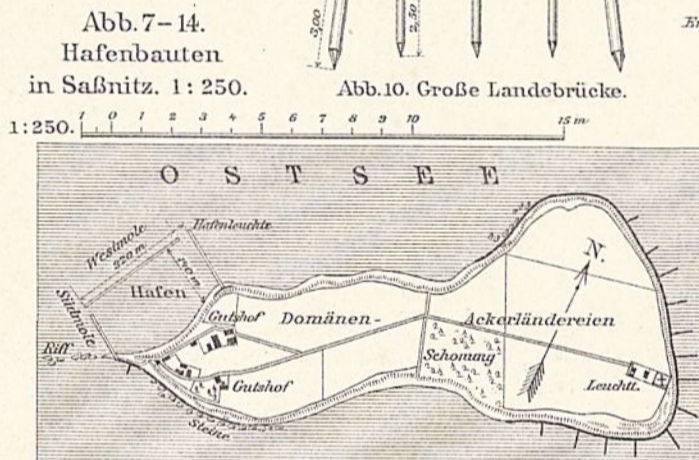 Abb. 7–14.
Hafenbauten
in Saßnitz. 1:250.
3,00
2,50
Abb. 10. Große Landebrücke.
1:250.
1 0 1 2 3 4 5 6 7 8 9 10 15 m
OSTSEE
Hafenleuchte
Westmole
220 m
Hafen
Südmole
Riff
Gutshof
Domänen-
Ackerländereien
N.
Schonung
Gutshof
Leuchtt.
Steine